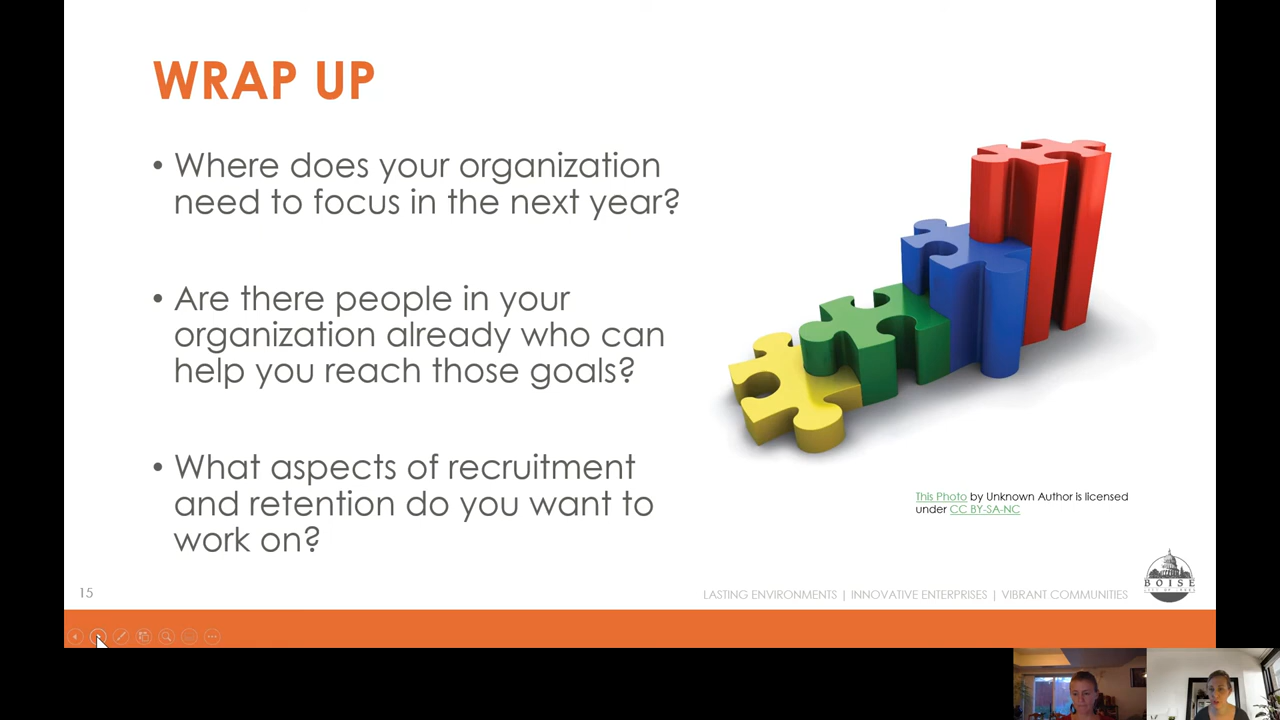 WRAP UP
• Where does your organization
need to focus in the next year?
• Are there people in your
organization already who can
help you reach those goals?
• What aspects of recruitment
and retention do you want to
work on?
This Photo by Unknown Author is licensed
under CC BY-SA-NC
15
LASTING ENVIRONMENTS | INNOVATIVE ENTERPRISES | VIBRANT COMMUNITIES
BOISE